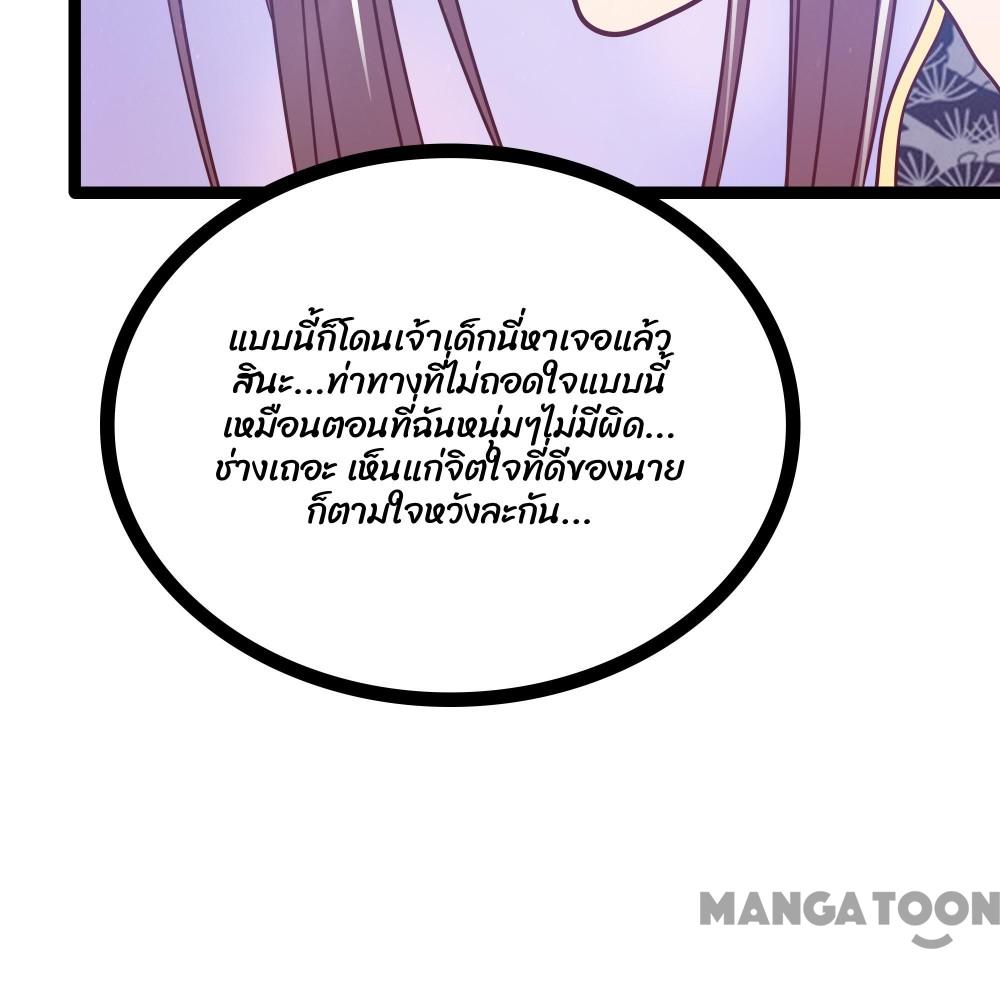 แบบนี้ก็โดนเจ้าเด็กนี่หาเจอแล้ว
สินะ...ท่าทางที่ไม่ถอดใจแบบนี้
เหมือนตอนที่ฉันหนุ่มๆไม่มีผิด...
ช่างเถอะ เห็นแก่จิตใจที่ดีของนาย
ก็ตามใจหวังละกัน...
MANGATOON